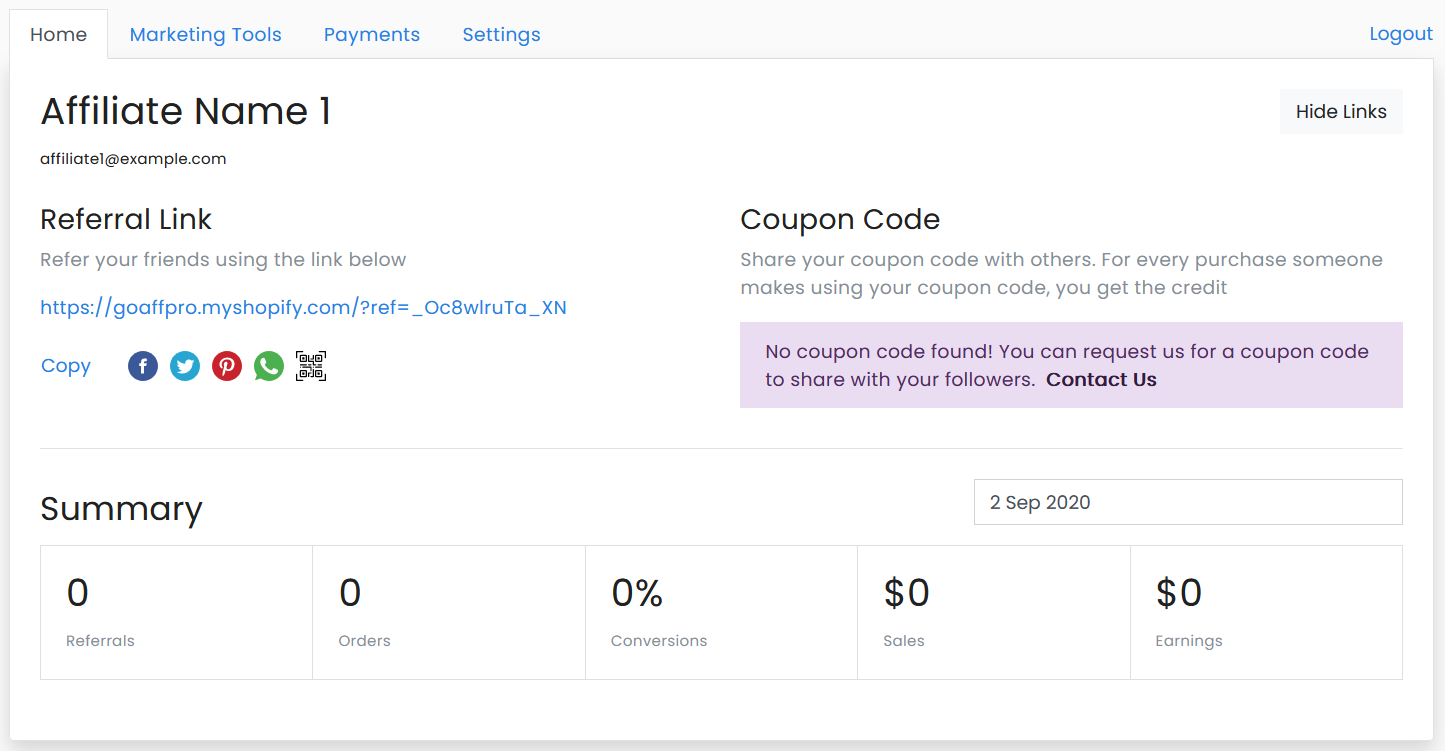 Home
Marketing Tools
Payments
Settings
Logout
Affiliate Name 1
Hide Links
affiliate1@example.com
Referral Link
Refer your friends using the link below
https://goaffpro.myshopify.com/?ref=_Oc8wlruTa_XN
Copy
Coupon Code
Share your coupon code with others. For every purchase someone
makes using your coupon code, you get the credit
No coupon code found! You can request us for a coupon code
to share with your followers. Contact Us
Summary
2 Sep 2020
0
Referrals
0
Orders
0%
Conversions
$0
Sales
$0
Earnings